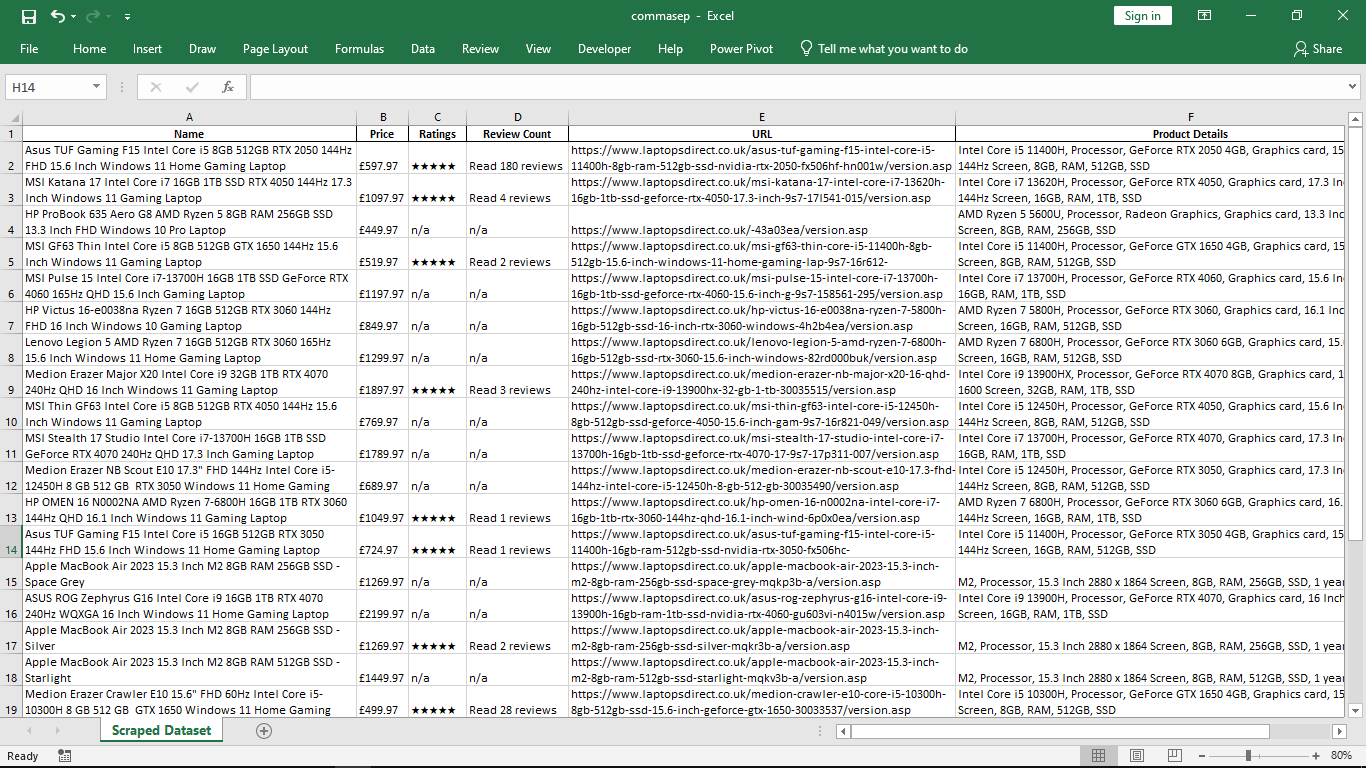 commasep - Excel
Sign in
File Home Insert Draw Page Layout Formulas Data Review View Developer Help Power Pivot Tell me what you want to do Share
H14 fx
A B C D E F
1 Name Price Ratings Review Count URL Product Details
Asus TUF Gaming F15 Intel Core i5 8GB 512GB RTX 2050 144Hz https://www.laptopsdirect.co.uk/asus-tuf-gaming-f15-intel-core-i5- Intel Core i5 11400H, Processor, GeForce RTX 2050 4GB, Graphics card, 15
2 FHD 15.6 Inch Windows 11 Home Gaming Laptop £597.97 ★★★★★ Read 180 reviews 11400h-8gb-ram-512gb-ssd-nvidia-rtx-2050-fx506hf-hn001w/version.asp 144Hz Screen, 8GB, RAM, 512GB, SSD
MSI Katana 17 Intel Core i7 16GB 1TB SSD RTX 4050 144Hz 17.3 https://www.laptopsdirect.co.uk/msi-katana-17-intel-core-i7-13620h- Intel Core i7 13620H, Processor, GeForce RTX 4050, Graphics card, 17.3 In
3 Inch Windows 11 Gaming Laptop £1097.97 ★★★★★ Read 4 reviews 16gb-1tb-ssd-geforce-rtx-4050-17.3-inch-9s7-17l541-015/version.asp 144Hz Screen, 16GB, RAM, 1TB, SSD
HP ProBook 635 Aero G8 AMD Ryzen 5 8GB RAM 256GB SSD AMD Ryzen 5 5600U, Processor, Radeon Graphics, Graphics card, 13.3 Inc
4 13.3 Inch FHD Windows 10 Pro Laptop £449.97 n/a n/a https://www.laptopsdirect.co.uk/-43a03ea/version.asp Screen, 8GB, RAM, 256GB, SSD
MSI GF63 Thin Intel Core i5 8GB 512GB GTX 1650 144Hz 15.6 https://www.laptopsdirect.co.uk/msi-gf63-thin-core-i5-11400h-8gb- Intel Core i5 11400H, Processor, GeForce GTX 1650 4GB, Graphics card, 15
5 Inch Windows 11 Home Gaming Laptop £519.97 ★★★★★ Read 2 reviews 512gb-15.6-inch-windows-11-home-gaming-lap-9s7-16r612- Screen, 8GB, RAM, 512GB, SSD
MSI Pulse 15 Intel Core i7-13700H 16GB 1TB SSD GeForce RTX https://www.laptopsdirect.co.uk/msi-pulse-15-intel-core-i7-13700h- Intel Core i7 13700H, Processor, GeForce RTX 4060, Graphics card, 15.6 In
6 4060 165Hz QHD 15.6 Inch Gaming Laptop £1197.97 n/a n/a 16gb-1tb-ssd-geforce-rtx-4060-15.6-inch-g-9s7-158561-295/version.asp 16GB, RAM, 1TB, SSD
HP Victus 16-e0038na Ryzen 7 16GB 512GB RTX 3060 144Hz https://www.laptopsdirect.co.uk/hp-victus-16-e0038na-ryzen-7-5800h- AMD Ryzen 7 5800H, Processor, GeForce RTX 3060, Graphics card, 16.1 Inc
7 FHD 16 Inch Windows 10 Gaming Laptop £849.97 n/a n/a 16gb-512gb-ssd-16-inch-rtx-3060-windows-4h2b4ea/version.asp Screen, 16GB, RAM, 512GB, SSD
Lenovo Legion 5 AMD Ryzen 7 16GB 512GB RTX 3060 165Hz https://www.laptopsdirect.co.uk/lenovo-legion-5-amd-ryzen-7-6800h- AMD Ryzen 7 6800H, Processor, GeForce RTX 3060 6GB, Graphics card, 15.
8 15.6 Inch Windows 11 Home Gaming Laptop £1299.97 n/a n/a 16gb-512gb-ssd-rtx-3060-15.6-inch-windows-82rd000buk/version.asp Screen, 16GB, RAM, 512GB, SSD
Medion Erazer Major X20 Intel Core i9 32GB 1TB RTX 4070 https://www.laptopsdirect.co.uk/medion-erazer-nb-major-x20-16-qhd- Intel Core i9 13900HX, Processor, GeForce RTX 4070 8GB, Graphics card, 1
9 240Hz QHD 16 Inch Windows 11 Gaming Laptop £1897.97 ★★★★★ Read 3 reviews 240hz-intel-core-i9-13900hx-32-gb-1-tb-30035515/version.asp 1600 Screen, 32GB, RAM, 1TB, SSD
MSI Thin GF63 Intel Core i5 8GB 512GB RTX 4050 144Hz 15.6 https://www.laptopsdirect.co.uk/msi-thin-gf63-intel-core-i5-12450h- Intel Core i5 12450H, Processor, GeForce RTX 4050, Graphics card, 15.6 In
10 Inch Windows 11 Gaming Laptop £769.97 n/a n/a 8gb-512gb-ssd-geforce-4050-15.6-inch-gam-9s7-16r821-049/version.asp 144Hz Screen, 8GB, RAM, 512GB, SSD
MSI Stealth 17 Studio Intel Core i7-13700H 16GB 1TB SSD https://www.laptopsdirect.co.uk/msi-stealth-17-studio-intel-core-i7- Intel Core i7 13700H, Processor, GeForce RTX 4070, Graphics card, 17.3 In
11 GeForce RTX 4070 240Hz QHD 17.3 Inch Gaming Laptop £1789.97 n/a n/a 13700h-16gb-1tb-ssd-geforce-rtx-4070-17-9s7-17p311-007/version.asp 16GB, RAM, 1TB, SSD
Medion Erazer NB Scout E10 17.3" FHD 144Hz Intel Core i5- https://www.laptopsdirect.co.uk/medion-erazer-nb-scout-e10-17.3-fhd- Intel Core i5 12450H, Processor, GeForce RTX 3050, Graphics card, 17.3 In
12 12450H 8 GB 512 GB RTX 3050 Windows 11 Home Gaming £689.97 n/a n/a 144hz-intel-core-i5-12450h-8-gb-512-gb-30035490/version.asp 144Hz Screen, 8GB, RAM, 512GB, SSD
HP OMEN 16 N0002NA AMD Ryzen 7-6800H 16GB 1TB RTX 3060 https://www.laptopsdirect.co.uk/hp-omen-16-n0002na-intel-core-i7- AMD Ryzen 7 6800H, Processor, GeForce RTX 3060 6GB, Graphics card, 16.
13 144Hz QHD 16.1 Inch Windows 11 Gaming Laptop £1049.97 ★★★★★ Read 1 reviews 16gb-1tb-rtx-3060-144hz-qhd-16.1-inch-wind-6p0x0ea/version.asp 144Hz Screen, 16GB, RAM, 1TB, SSD
Asus TUF Gaming F15 Intel Core i5 16GB 512GB RTX 3050 https://www.laptopsdirect.co.uk/asus-tuf-gaming-f15-intel-core-i5- Intel Core i5 11400H, Processor, GeForce RTX 3050 4GB, Graphics card, 15
14 144Hz FHD 15.6 Inch Windows 11 Home Gaming Laptop £724.97 ★★★★★ Read 1 reviews 11400h-16gb-ram-512gb-ssd-nvidia-rtx-3050-fx506hc- 144Hz Screen, 16GB, RAM, 512GB, SSD
Apple MacBook Air 2023 15.3 Inch M2 8GB RAM 256GB SSD - https://www.laptopsdirect.co.uk/apple-macbook-air-2023-15.3-inch-
15 Space Grey £1269.97 n/a n/a m2-8gb-ram-256gb-ssd-space-grey-mqkp3b-a/version.asp M2, Processor, 15.3 Inch 2880 x 1864 Screen, 8GB, RAM, 256GB, SSD, 1 year
ASUS ROG Zephyrus G16 Intel Core i9 16GB 1TB RTX 4070 https://www.laptopsdirect.co.uk/asus-rog-zephyrus-g16-intel-core-i9- Intel Core i9 13900H, Processor, GeForce RTX 4070, Graphics card, 16 Inch
16 240Hz WQXGA 16 Inch Windows 11 Home Gaming Laptop £2199.97 n/a n/a 13900h-16gb-ram-1tb-ssd-nvidia-rtx-4060-gu603vi-n4015w/version.asp Screen, 16GB, RAM, 1TB, SSD
Apple MacBook Air 2023 15.3 Inch M2 8GB RAM 256GB SSD - https://www.laptopsdirect.co.uk/apple-macbook-air-2023-15.3-inch-
17 Silver £1269.97 ★★★★★ Read 2 reviews m2-8gb-ram-256gb-ssd-silver-mqkr3b-a/version.asp M2, Processor, 15.3 Inch 2880 x 1864 Screen, 8GB, RAM, 256GB, SSD, 1 year
Apple MacBook Air 2023 15.3 Inch M2 8GB RAM 512GB SSD - https://www.laptopsdirect.co.uk/apple-macbook-air-2023-15.3-inch-
18 Starlight £1449.97 n/a n/a m2-8gb-ram-512gb-ssd-starlight-mqkv3b-a/version.asp M2, Processor, 15.3 Inch 2880 x 1864 Screen, 8GB, RAM, 512GB, SSD, 1 year
Medion Erazer Crawler E10 15.6" FHD 60Hz Intel Core i5- https://www.laptopsdirect.co.uk/medion-crawler-e10-core-i5-10300h- Intel Core i5 10300H, Processor, GeForce GTX 1650 4GB, Graphics card, 15
19 10300H 8 GB 512 GB GTX 1650 Windows 11 Home Gaming £499.97 ★★★★★ Read 28 reviews 8gb-512gb-ssd-15.6-inch-geforce-gtx-1650-30033537/version.asp Screen, 8GB, RAM, 512GB, SSD
Scraped Dataset
Ready 80%